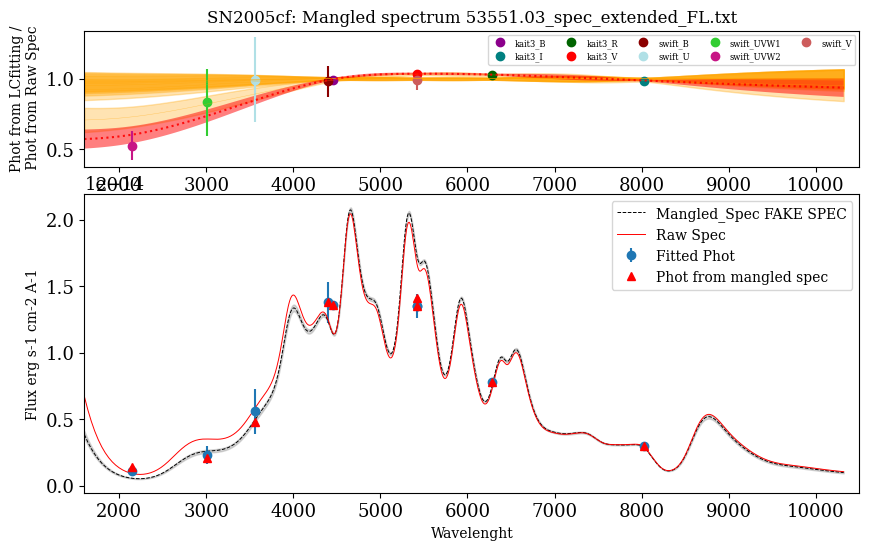 SN2005cf: Mangled spectrum 53551.03_spec_extended_FL.txt
Phot from LCfitting /
Phot from Raw Spec
1.0
0.5
kait3_B
kait3_I
kait3_R
kait3_V
swift_B
swift_U
swift_UVW1
swift_UVW2
swift_V
2000 3000 4000 5000 6000 7000 8000 9000 10000
1e−14
Flux erg s-1 cm-2 A-1
2.0
1.5
1.0
0.5
0.0
Mangled_Spec FAKE SPEC
Raw Spec
Fitted Phot
Phot from mangled spec
2000 3000 4000 5000 6000 7000 8000 9000 10000
Wavelenght